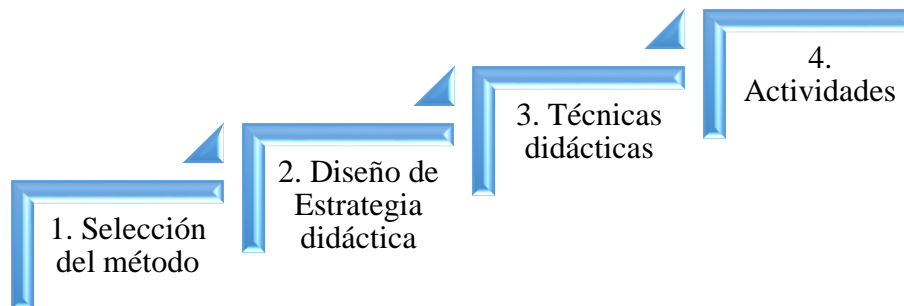 1. Selección
del método
2. Diseño de
Estrategia
didáctica
3. Técnicas
didácticas
4.
Actividades